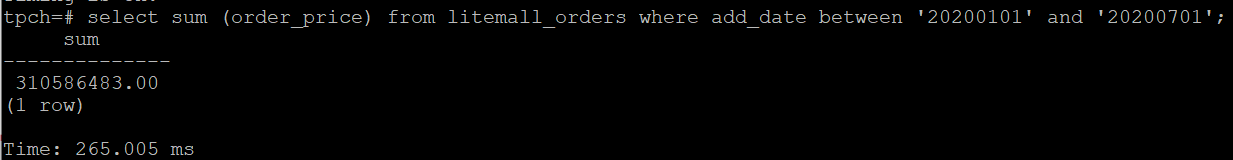 tpch=# select sum (order_price) from litemall_orders where add_date between '20200101' and '20200701';
sum
--------------
310586483.00
(1 row)
Time: 265.005 ms